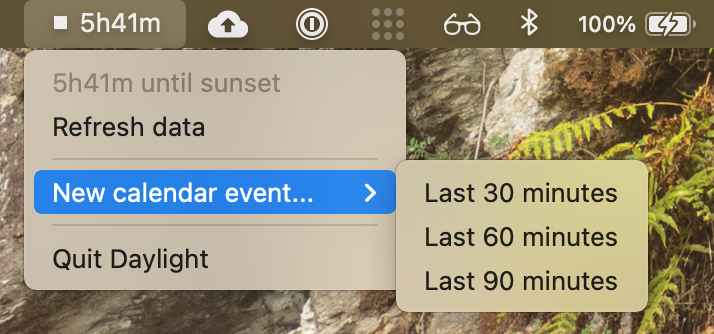 5h41m
100%
5h41m until sunset
Refresh data
New calendar event...
Last 30 minutes
Last 60 minutes
Last 90 minutes
Quit Daylight